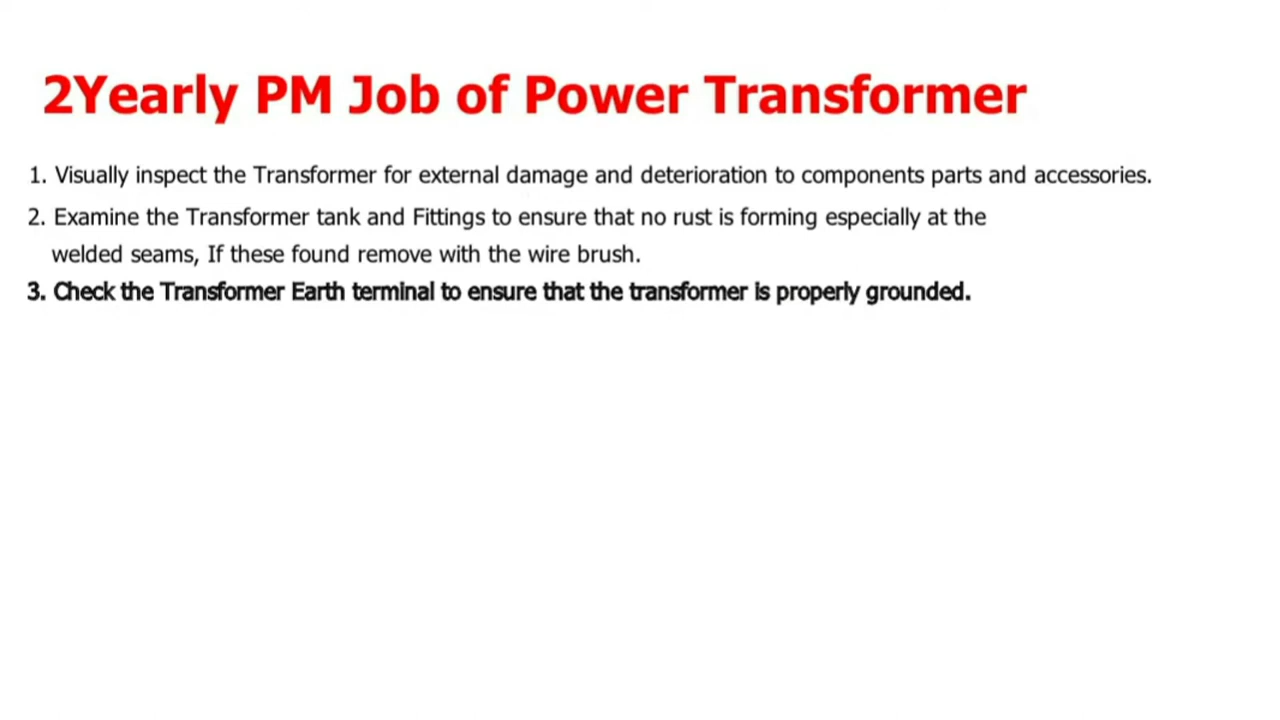 2Yearly PM Job of Power Transformer
1. Visually inspect the Transformer for external damage and deterioration to components parts and accessories.
2. Examine the Transformer tank and Fittings to ensure that no rust is forming especially at the
welded seams, If these found remove with the wire brush.
3. Check the Transformer Earth terminal to ensure that the transformer is properly grounded.